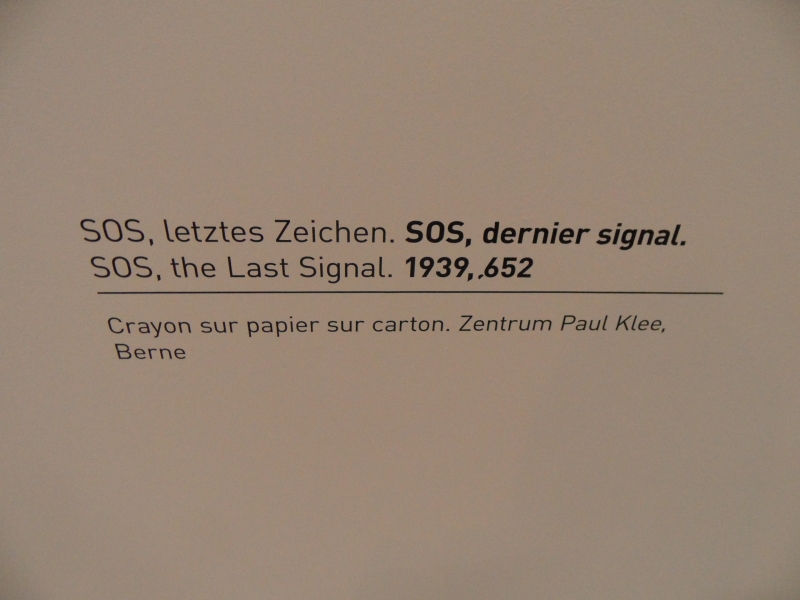 SOS, letztes Zeichen. SOS, dernier signal.
SOS, the Last Signal. 1939,.652
Crayon sur papier sur carton. Zentrum Paul Klee,
Berne